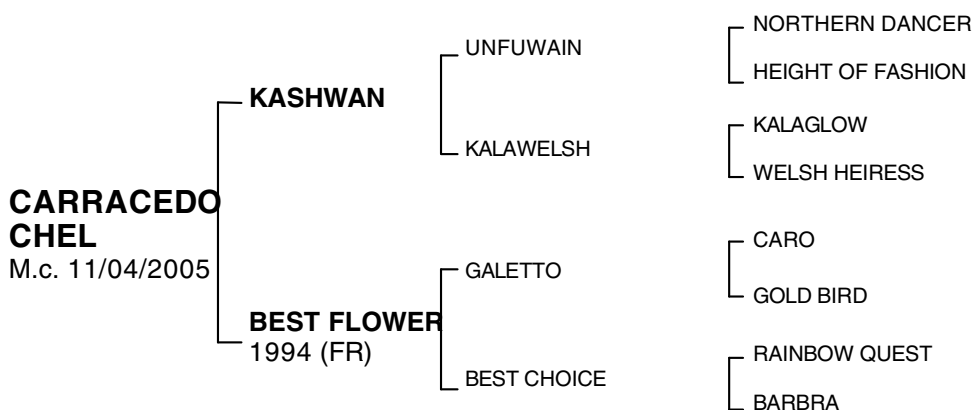 NORTHERN DANCER
UNFUWAIN
HEIGHT OF FASHION
KASHWAN
KALAGLOW
KALAWELSH
WELSH HEIRESS
CARRACEDO
CHEL
M.c. 11/04/2005
CARO
GALETTO
GOLD BIRD
BEST FLOWER
1994 (FR)
RAINBOW QUEST
BEST CHOICE
BARBRA